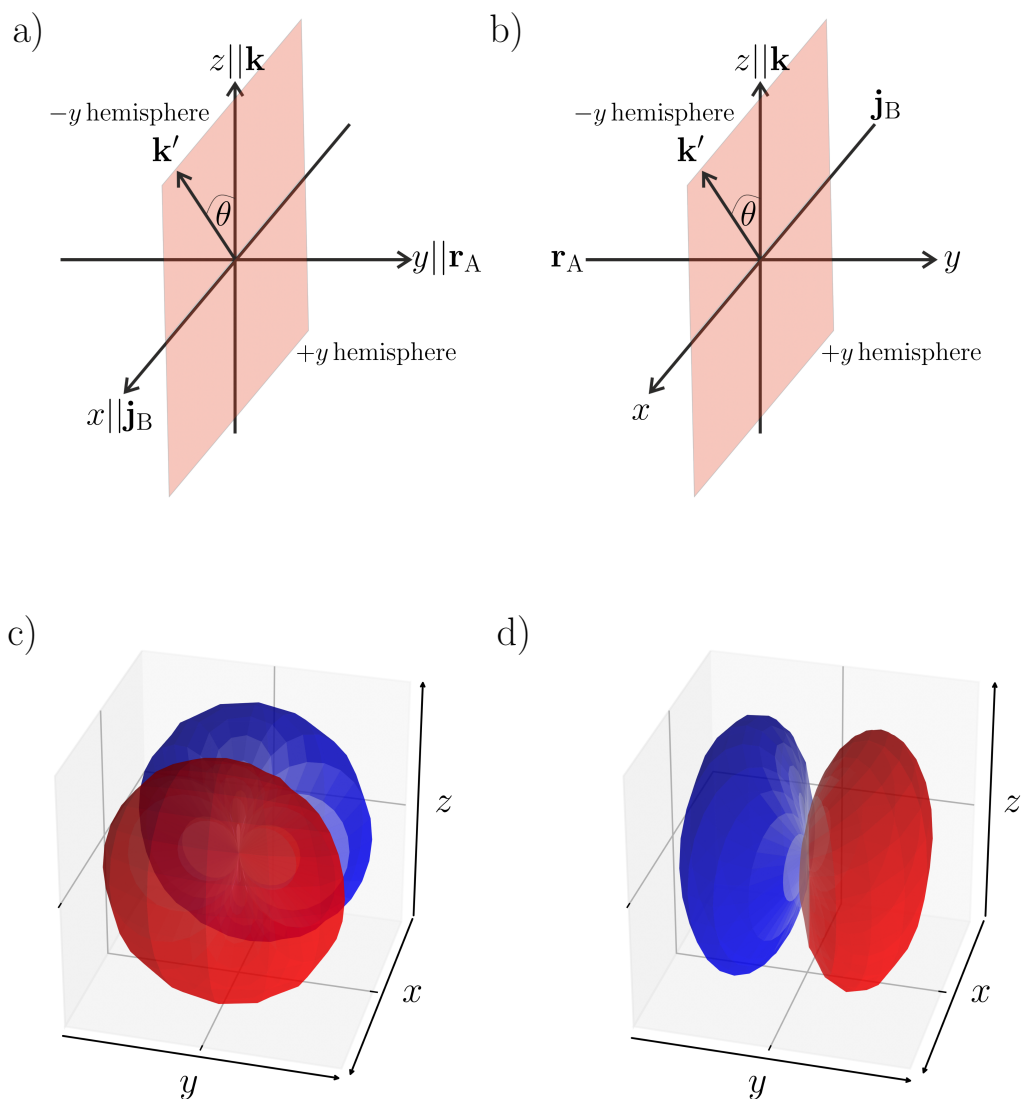 a)
z||k
−y hemisphere
k′
θ
y||r_A
+y hemisphere
x||j_B
b)
z||k
j_B
−y hemisphere
k′
θ
r_A
y
+y hemisphere
x
c)
z
x
y
d)
z
x
y